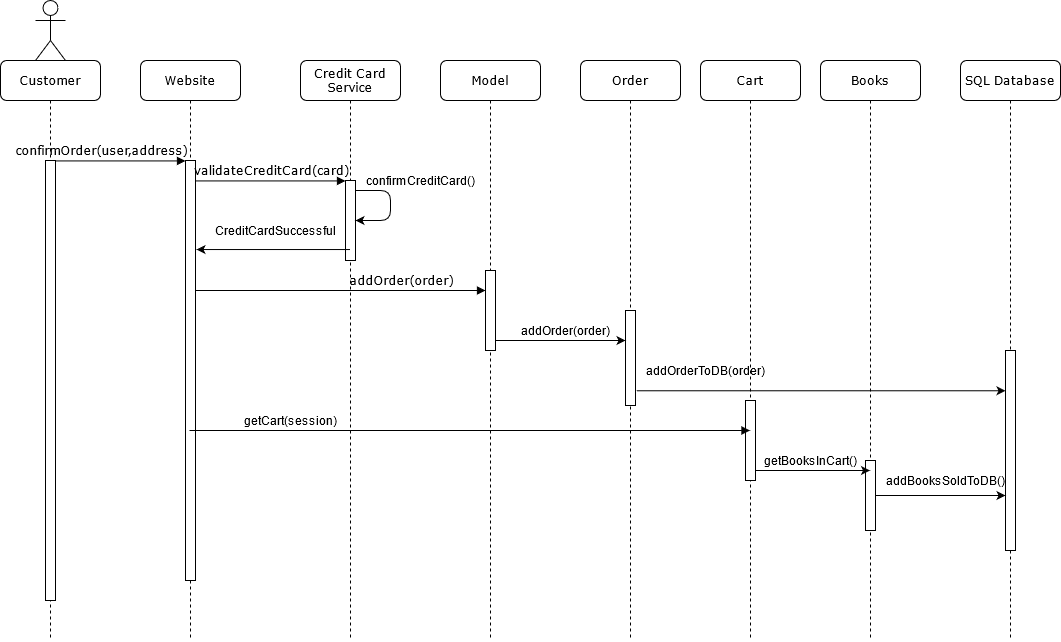 Customer
Website
Credit Card
Service
Model
Order
Cart
Books
SQL Database
confirmOrder(user,address)
validateCreditCard(card)
confirmCreditCard()
CreditCardSuccessful
addOrder(order)
addOrder(order)
addOrderToDB(order)
getCart(session)
getBooksInCart()
addBooksSoldToDB()